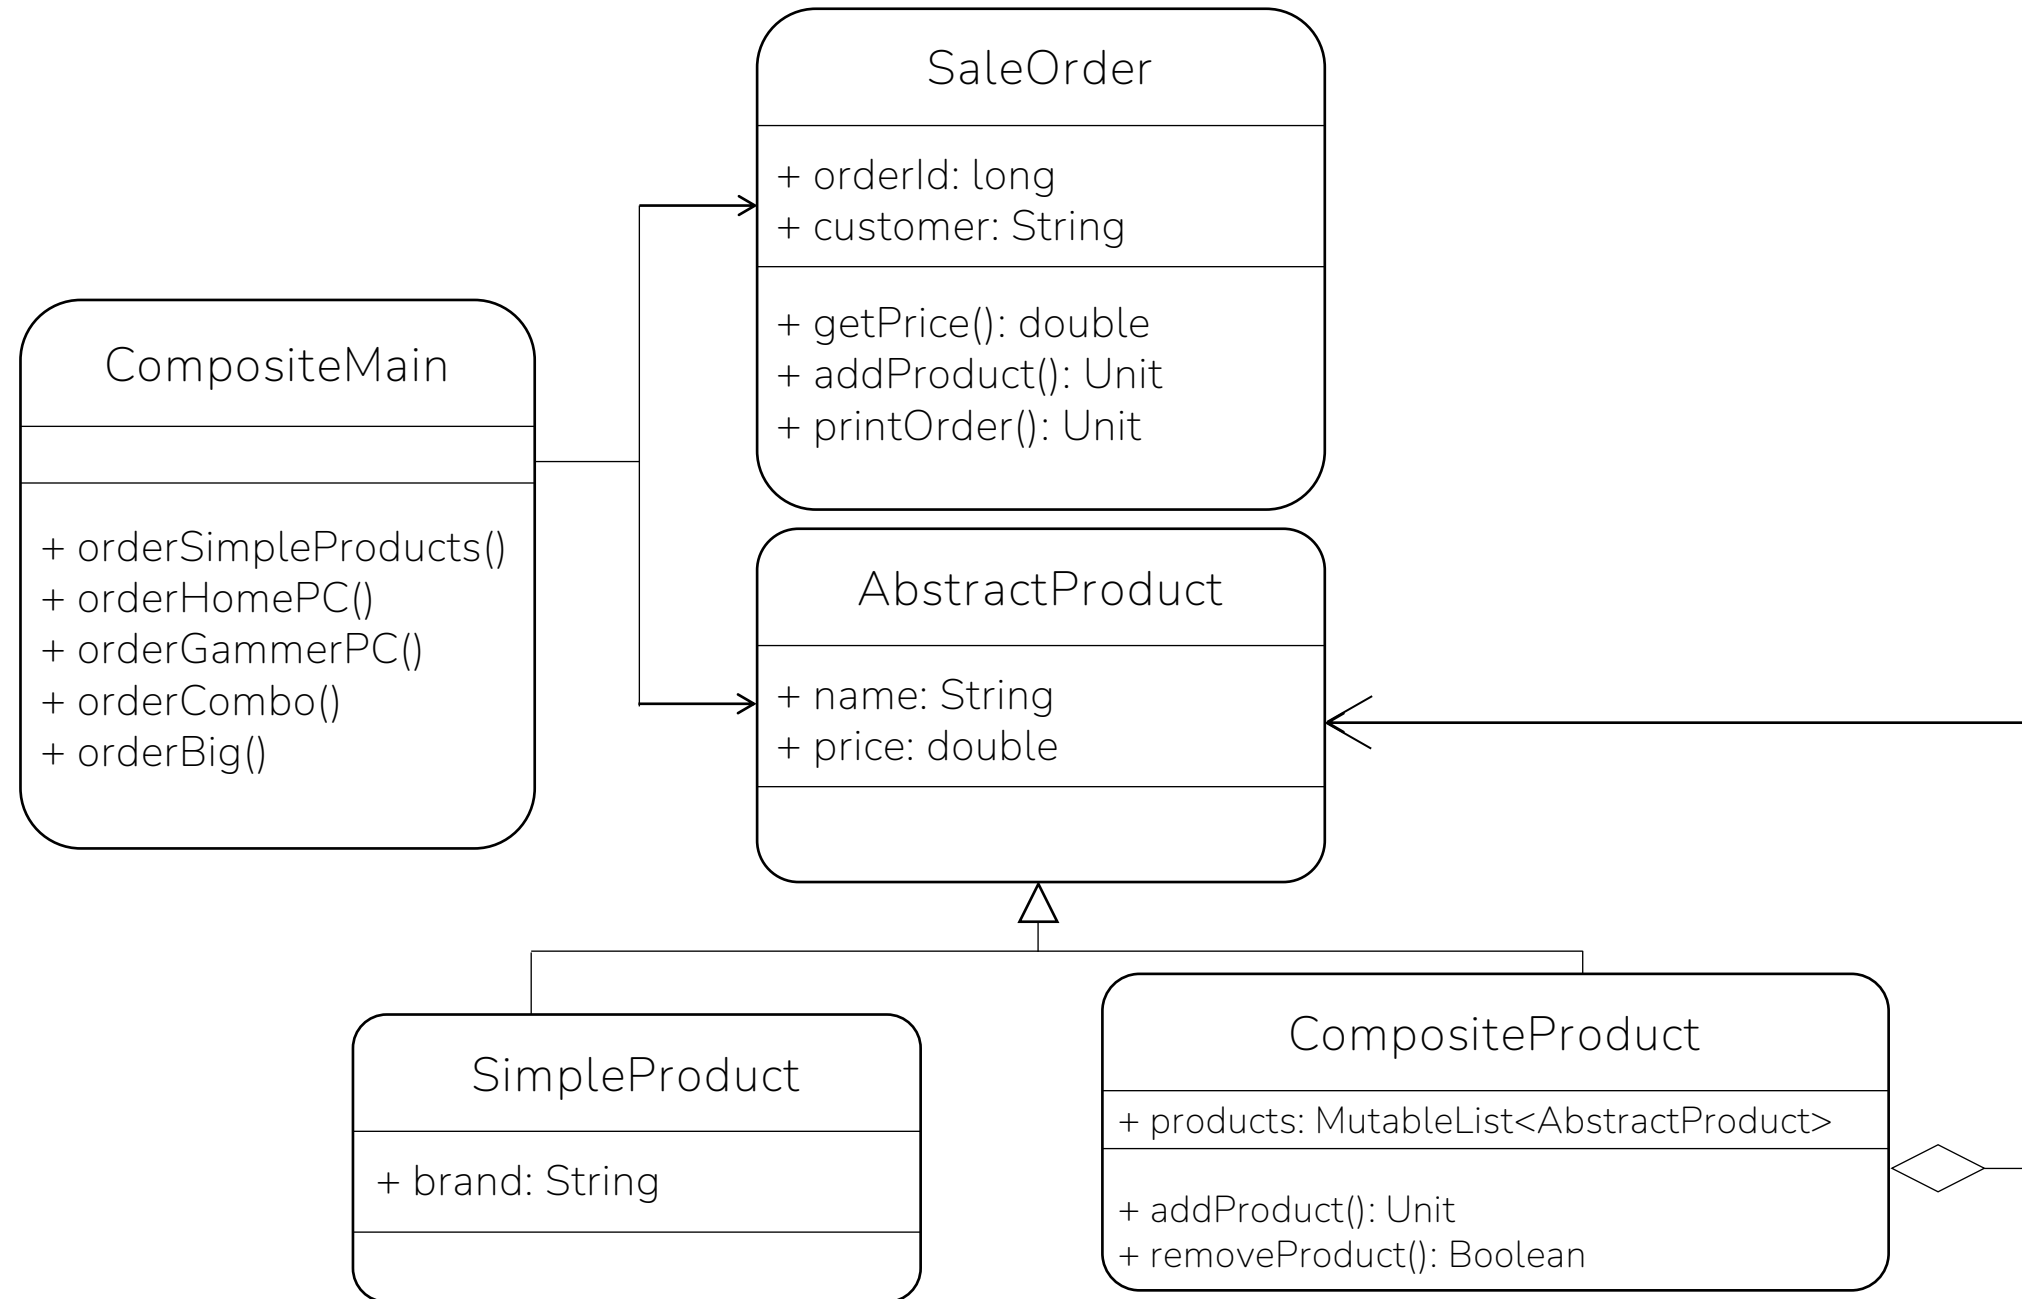 SaleOrder
+ orderId: long
+ customer: String
+ getPrice(): double
+ addProduct(): Unit
+ printOrder(): Unit
CompositeMain
+ orderSimpleProducts()
+ orderHomePC()
+ orderGammerPC()
+ orderCombo()
+ orderBig()
AbstractProduct
+ name: String
+ price: double
SimpleProduct
+ brand: String
CompositeProduct
+ products: MutableList<AbstractProduct>
+ addProduct(): Unit
+ removeProduct(): Boolean